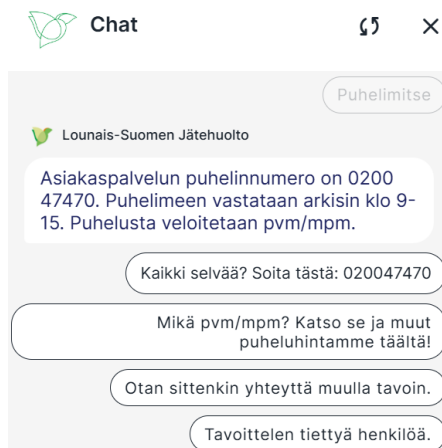 Chat
Puhelimitse
Lounais-Suomen Jätehuolto
Asiakaspalvelun puhelinnumero on 0200
47470. Puhelimeen vastataan arkisin klo 9-
15. Puhelusta veloitetaan pvm/mpm.
Kaikki selvää? Soita tästä: 020047470
Mikä pvm/mpm? Katso se ja muut
puheluhintamme täältä!
Otan sittenkin yhteyttä muulla tavoin.
Tavoittelen tiettyä henkilöä.